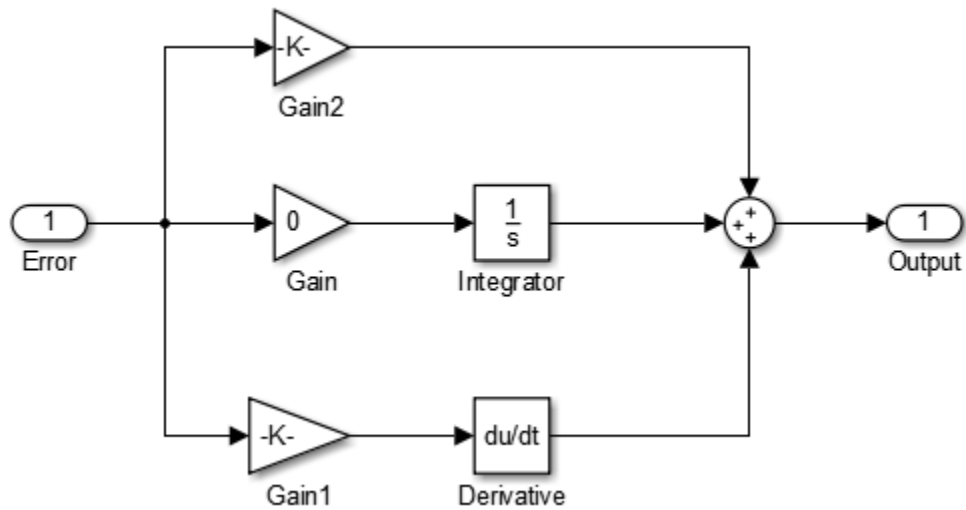 -K-
Gain2
1
Error
0
Gain
1
s
Integrator
+
+
+
1
Output
-K-
Gain1
du/dt
Derivative